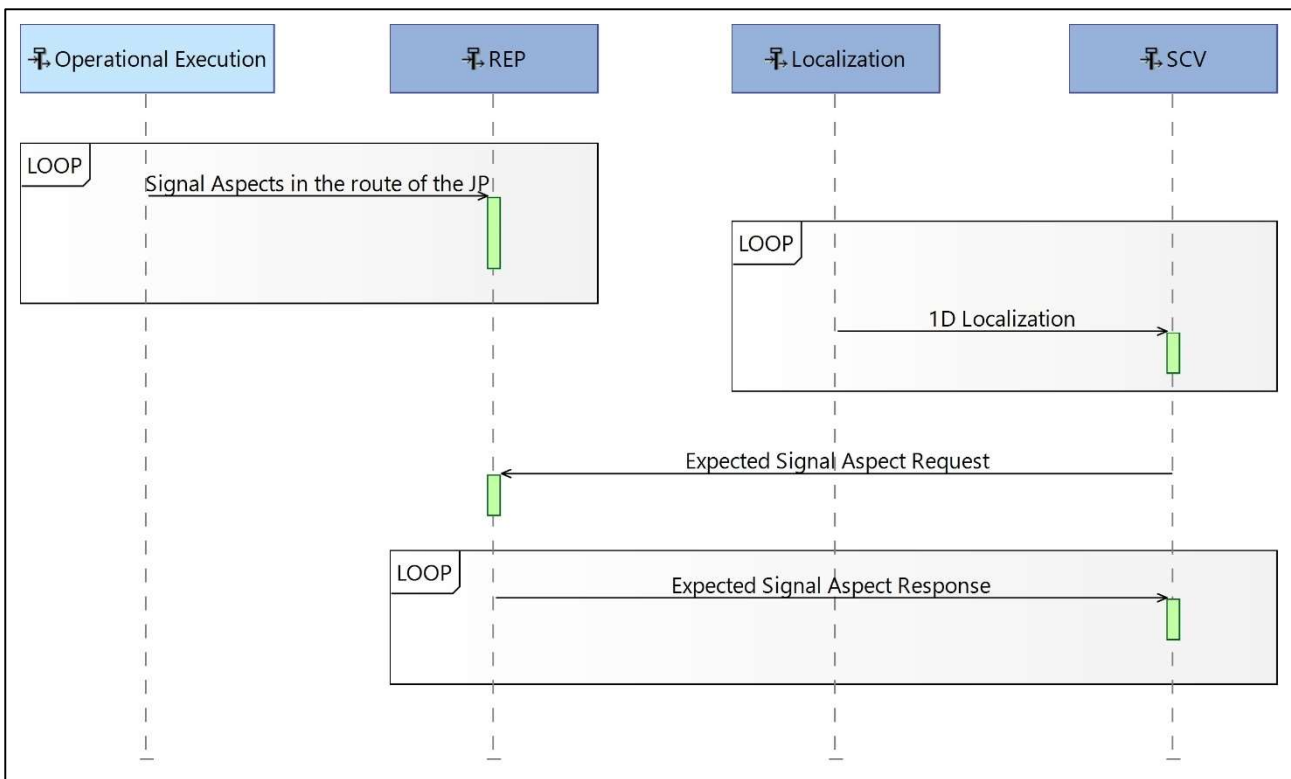 Operational Execution
REP
Localization
SCV
LOOP
Signal Aspects in the route of the JP
LOOP
1D Localization
Expected Signal Aspect Request
LOOP
Expected Signal Aspect Response